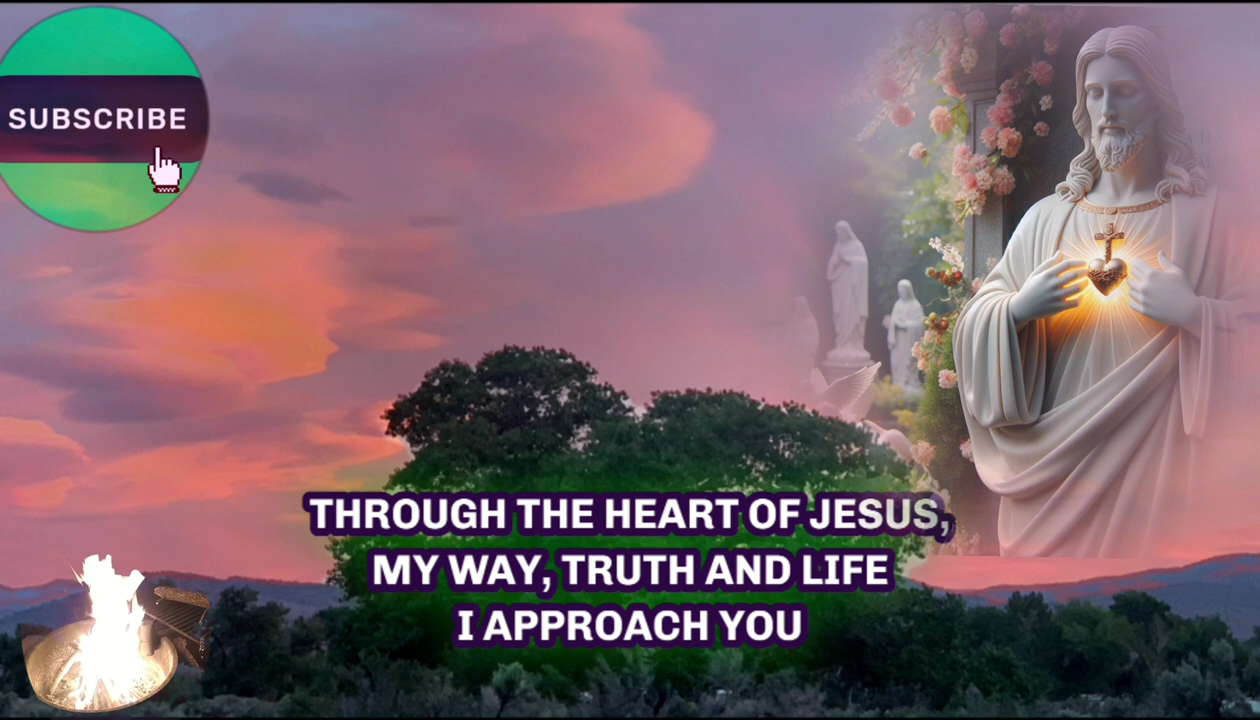 SUBSCRIBE
THROUGH THE HEART OF JESUS,
MY WAY, TRUTH AND LIFE
I APPROACH YOU